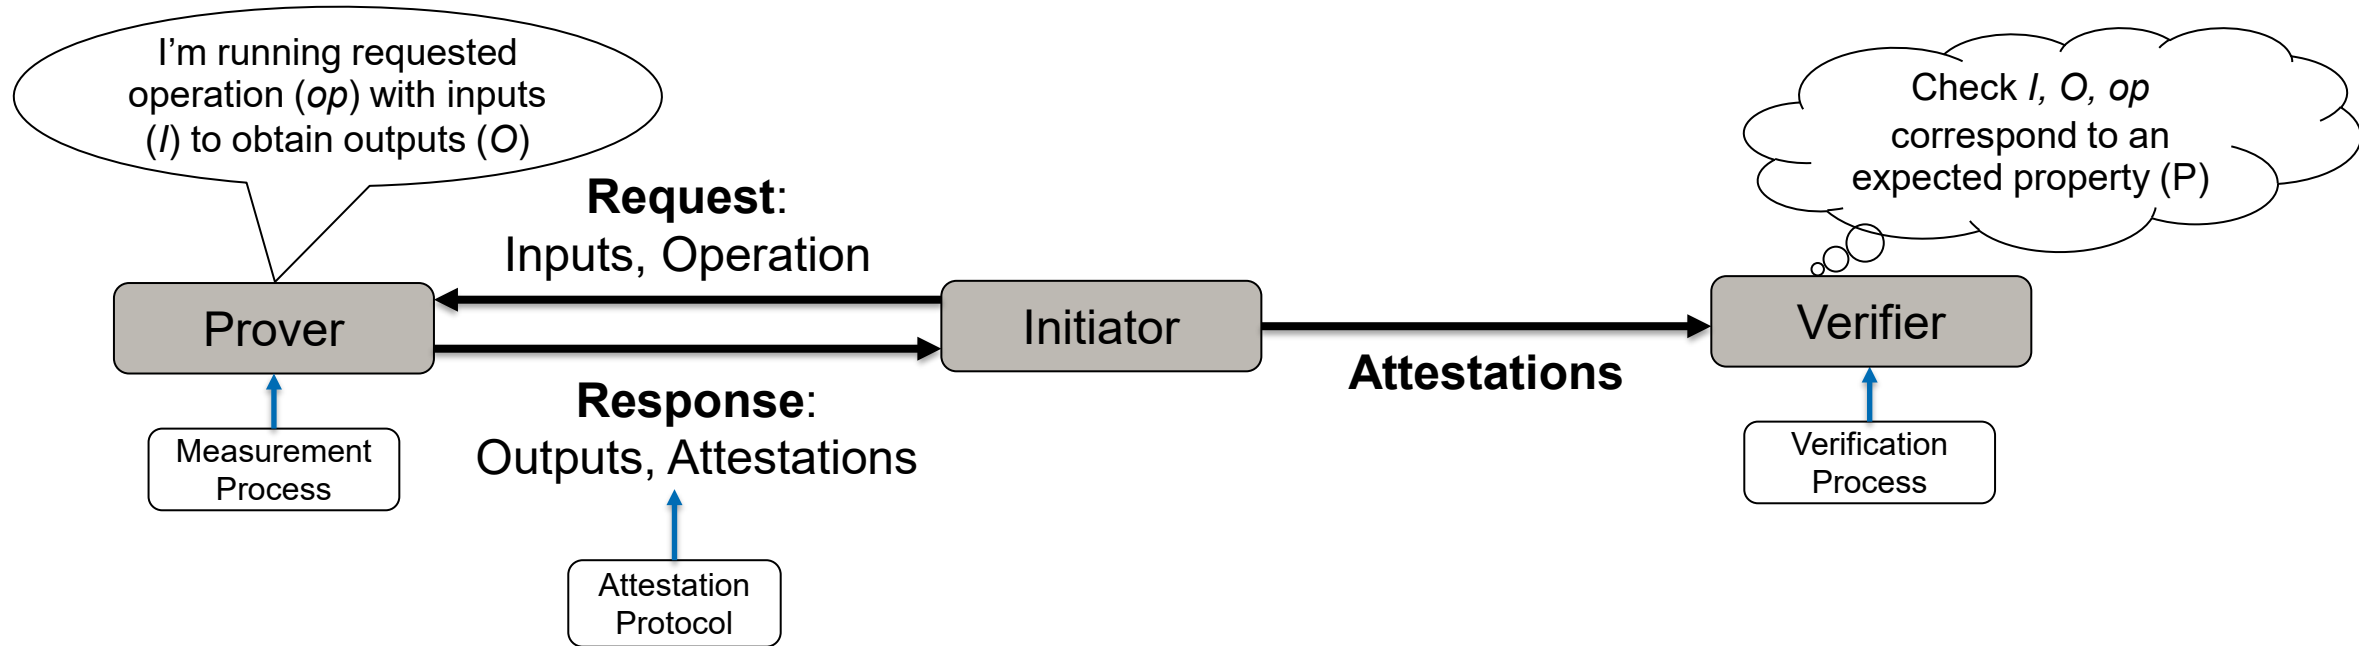 I’m running requested
operation (op) with inputs
(I) to obtain outputs (O)
Check I, O, op
correspond to an
expected property (P)
Request:
Inputs, Operation
Prover
Initiator
Verifier
Response:
Outputs, Attestations
Attestations
Measurement
Process
Verification
Process
Attestation
Protocol